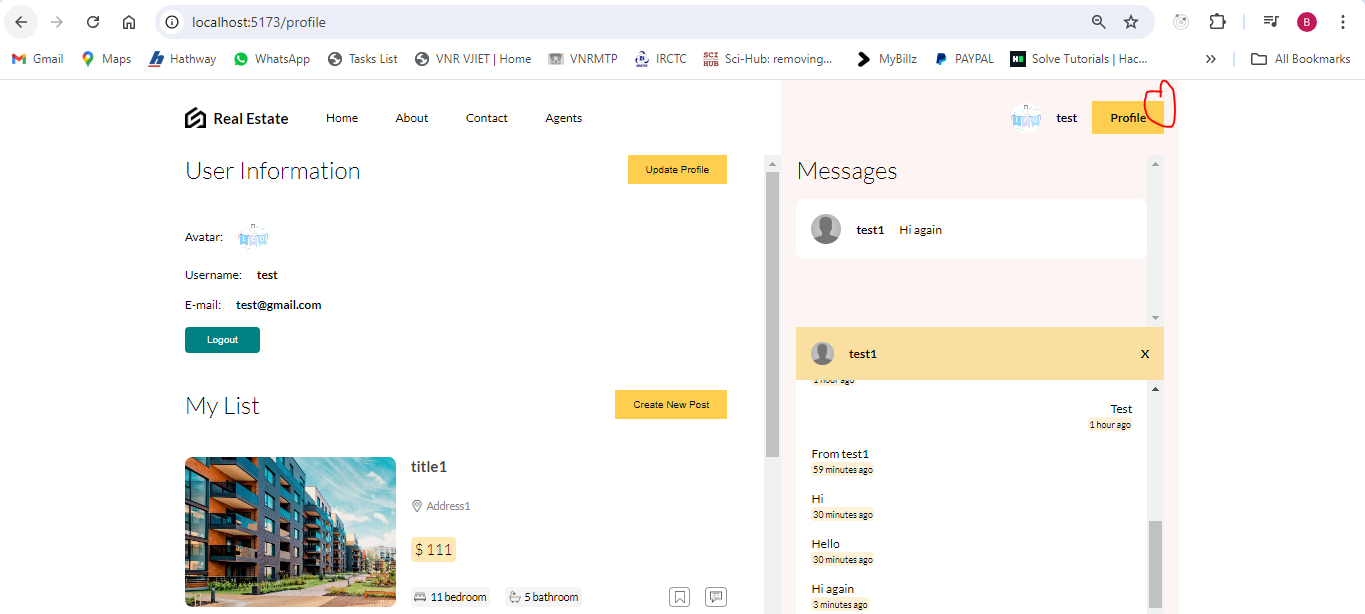 localhost:5173/profile
B
Gmail Maps Hathway WhatsApp Tasks List VNR VJIET | Home VNRMTP IRCTC SCI HUB Sci-Hub: removing... MyBillz PAYPAL Solve Tutorials | Hac... » All Bookmarks
Real Estate Home About Contact Agents
test Profile
User Information
Update Profile
Avatar:
Username: test
E-mail: test@gmail.com
Logout
My List
Create New Post
title1
Address1
$ 111
11 bedroom 5 bathroom
Messages
test1 Hi again
test1 X
1 hour ago
Test
1 hour ago
From test1
59 minutes ago
Hi
30 minutes ago
Hello
30 minutes ago
Hi again
3 minutes ago